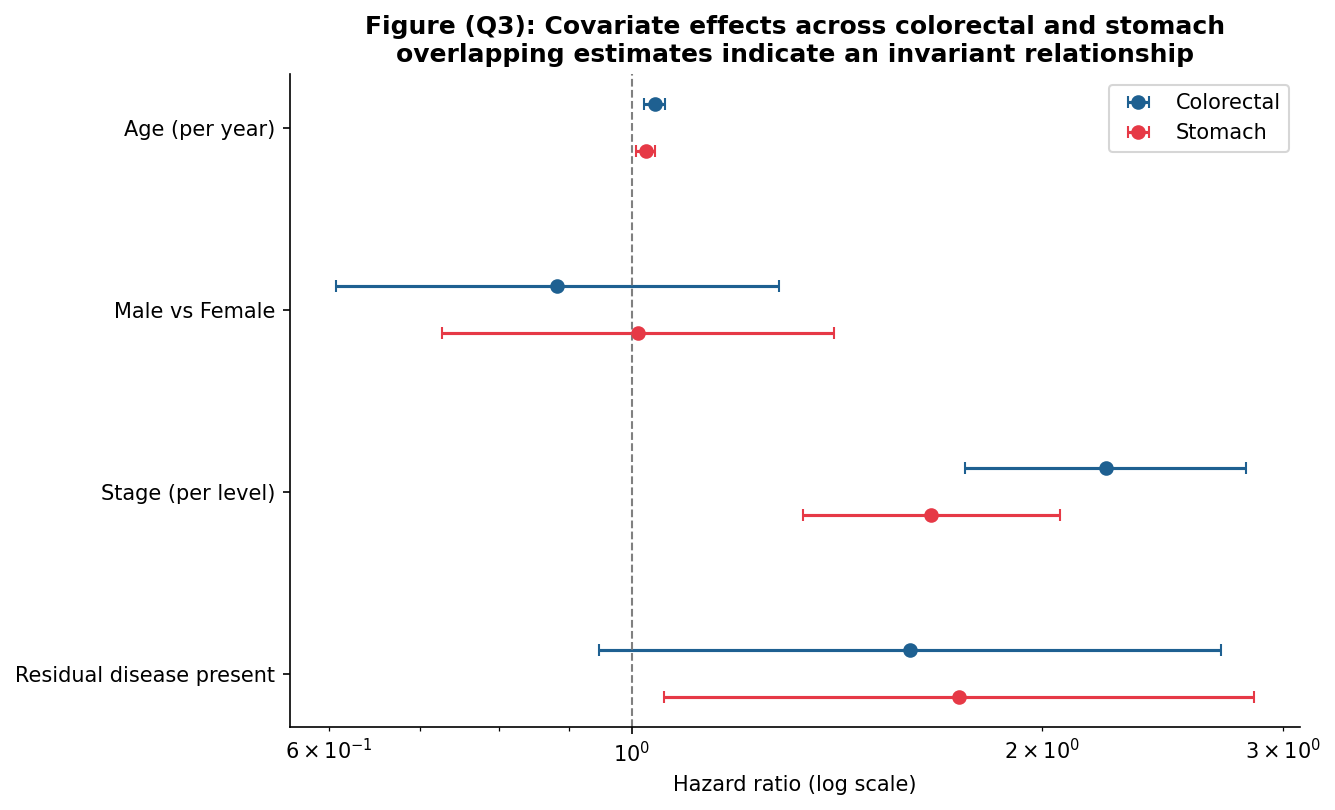 Figure (Q3): Covariate effects across colorectal and stomach
overlapping estimates indicate an invariant relationship
Colorectal
Stomach
Age (per year)
Male vs Female
Stage (per level)
Residual disease present
6 × 10⁻¹
10⁰
2 × 10⁰
3 × 10⁰
Hazard ratio (log scale)